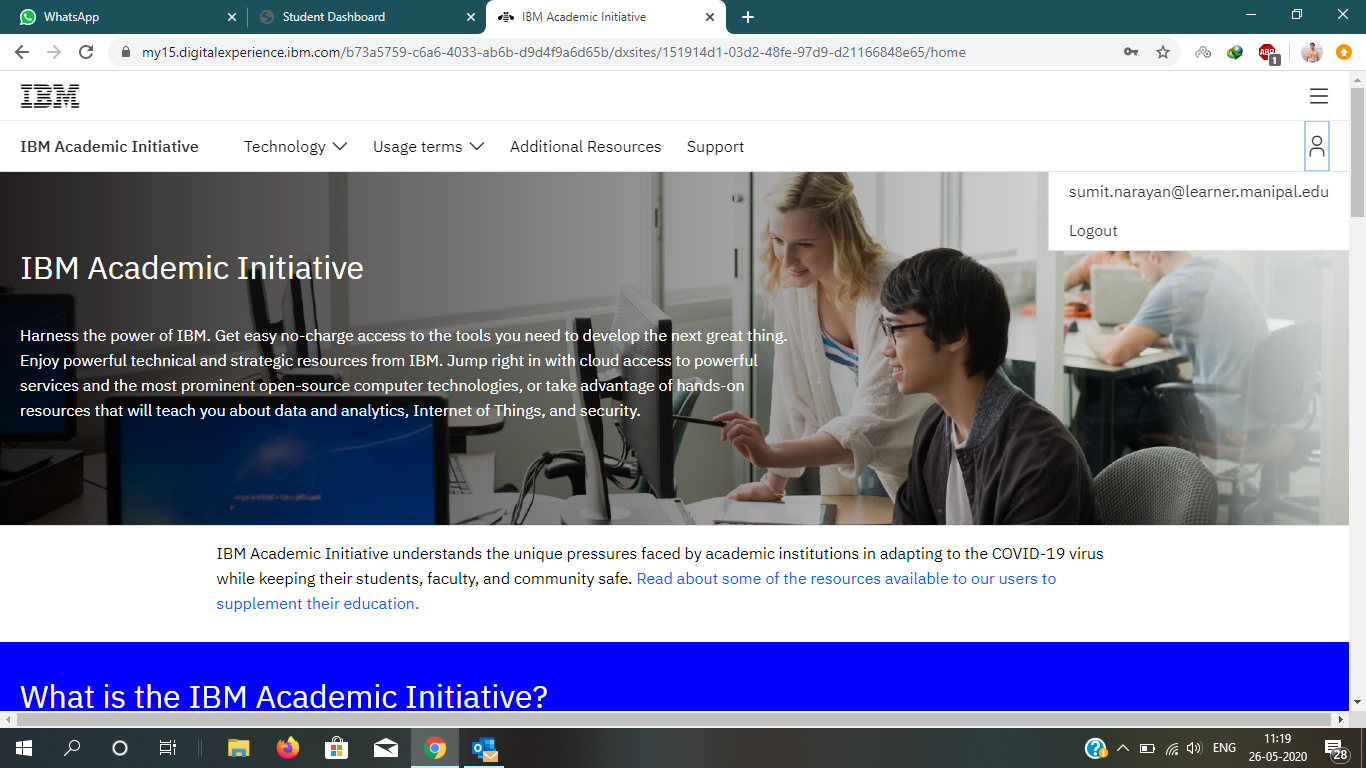 WhatsApp
Student Dashboard
IBM Academic Initiative
my15.digitalexperience.ibm.com/b73a5759-c6a6-4033-ab6b-d9d4f9a6d65b/dxsites/151914d1-03d2-48fe-97d9-d21166848e65/home
ABP
1
IBM
IBM Academic Initiative Technology Usage terms Additional Resources Support
sumit.narayan@learner.manipal.edu
Logout
IBM Academic Initiative
Harness the power of IBM. Get easy no-charge access to the tools you need to develop the next great thing.
Enjoy powerful technical and strategic resources from IBM. Jump right in with cloud access to powerful
services and the most prominent open-source computer technologies, or take advantage of hands-on
resources that will teach you about data and analytics, Internet of Things, and security.
IBM Academic Initiative understands the unique pressures faced by academic institutions in adapting to the COVID-19 virus
while keeping their students, faculty, and community safe. Read about some of the resources available to our users to
supplement their education.
What is the IBM Academic Initiative?
ENG
11:19
26-05-2020
28